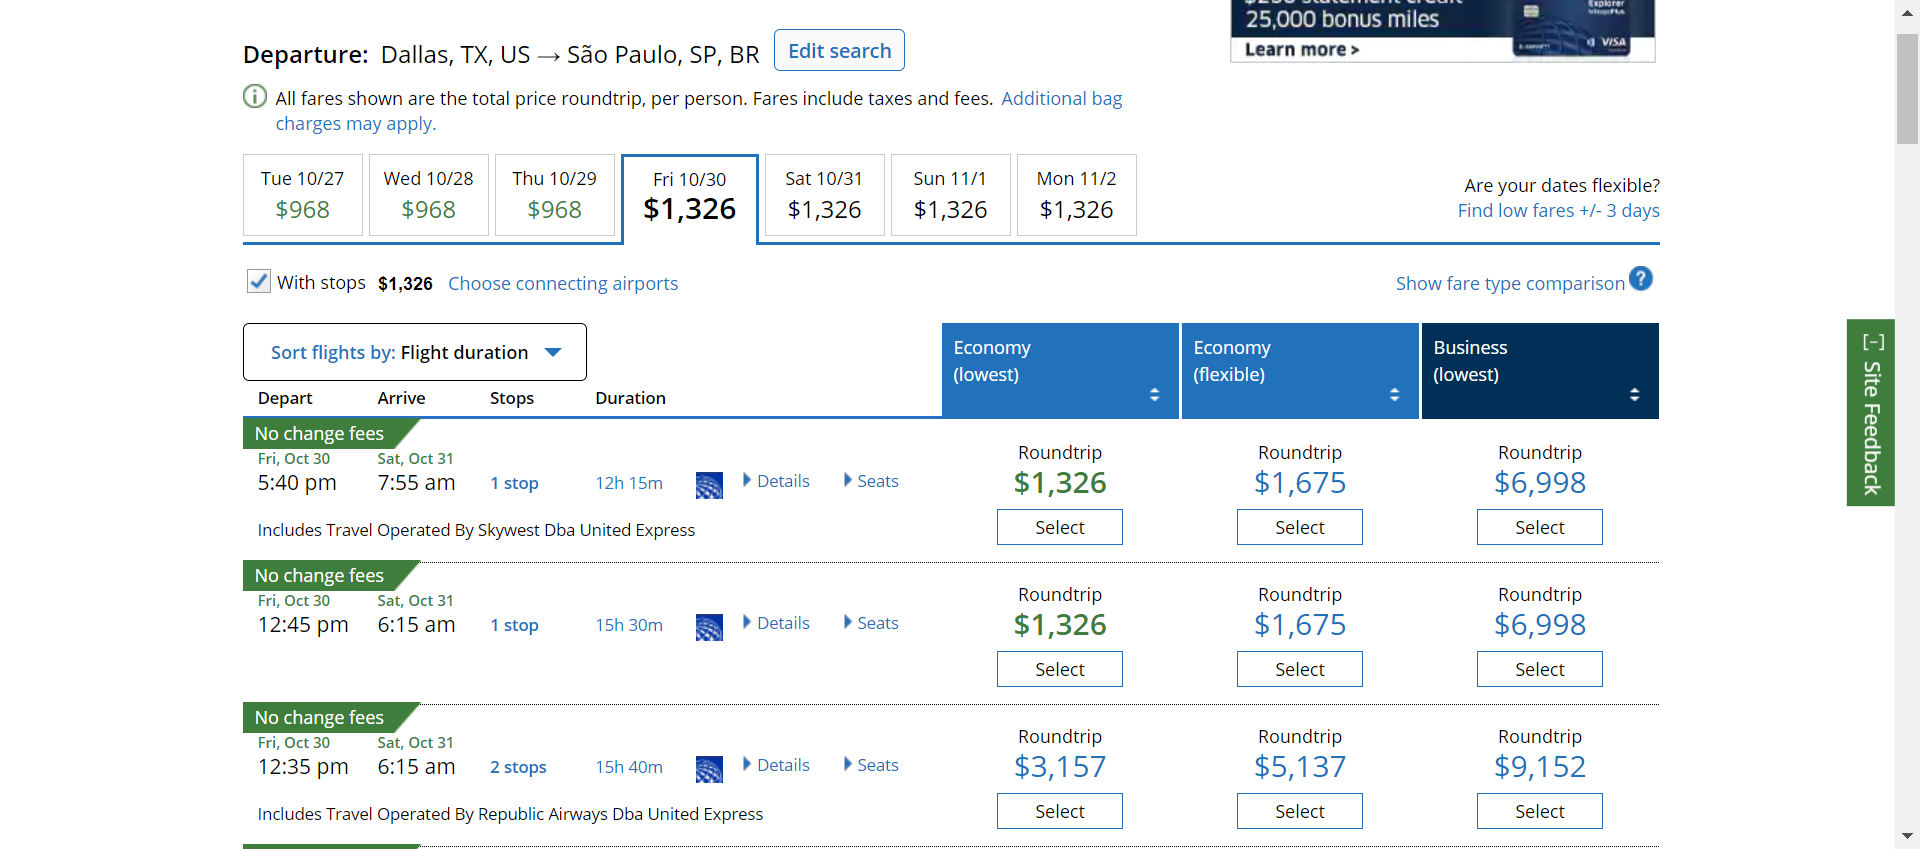 $250 statement credit
25,000 bonus miles
Learn more >
Explorer
VISA
Departure: Dallas, TX, US → São Paulo, SP, BR
Edit search
All fares shown are the total price roundtrip, per person. Fares include taxes and fees. Additional bag
charges may apply.
Tue 10/27
$968
Wed 10/28
$968
Thu 10/29
$968
Fri 10/30
$1,326
Sat 10/31
$1,326
Sun 11/1
$1,326
Mon 11/2
$1,326
Are your dates flexible?
Find low fares +/- 3 days
With stops $1,326 Choose connecting airports
Show fare type comparison ?
Sort flights by: Flight duration
Depart Arrive Stops Duration
Economy
(lowest)
Economy
(flexible)
Business
(lowest)
No change fees
Fri, Oct 30 Sat, Oct 31
5:40 pm 7:55 am 1 stop 12h 15m Details Seats
Includes Travel Operated By Skywest Dba United Express
Roundtrip
$1,326
Select
Roundtrip
$1,675
Select
Roundtrip
$6,998
Select
No change fees
Fri, Oct 30 Sat, Oct 31
12:45 pm 6:15 am 1 stop 15h 30m Details Seats
Roundtrip
$1,326
Select
Roundtrip
$1,675
Select
Roundtrip
$6,998
Select
No change fees
Fri, Oct 30 Sat, Oct 31
12:35 pm 6:15 am 2 stops 15h 40m Details Seats
Includes Travel Operated By Republic Airways Dba United Express
Roundtrip
$3,157
Select
Roundtrip
$5,137
Select
Roundtrip
$9,152
Select
[-] Site Feedback